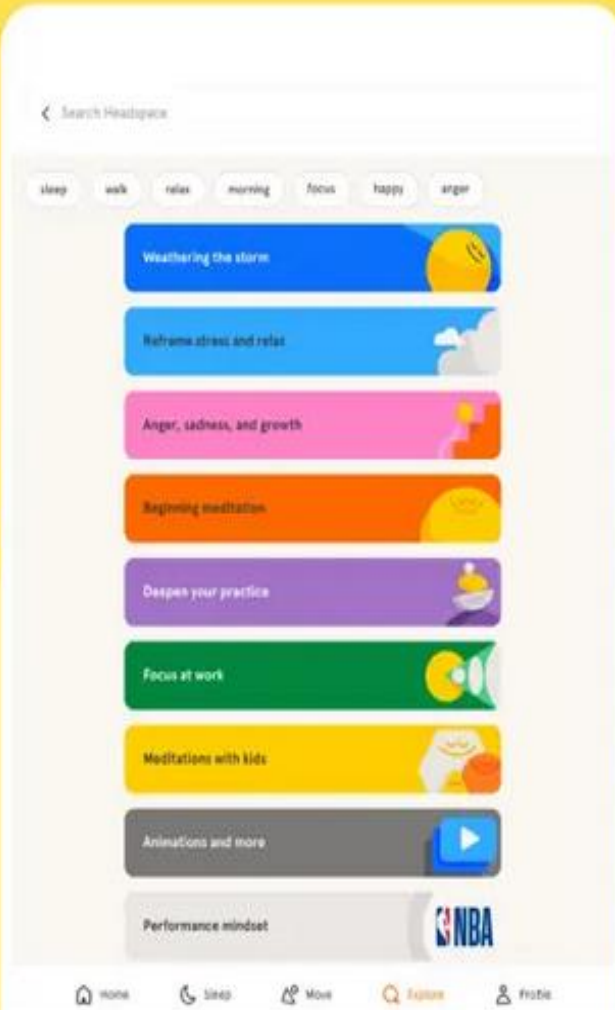 Search Headspace
sleep walk relax morning focus happy anger
Weathering the storm
Reframe stress and relax
Anger, sadness, and growth
Beginning meditation
Deepen your practice
Focus at work
Meditations with kids
Animations and more
Performance mindset
NBA
Home Sleep Move Explore Profile